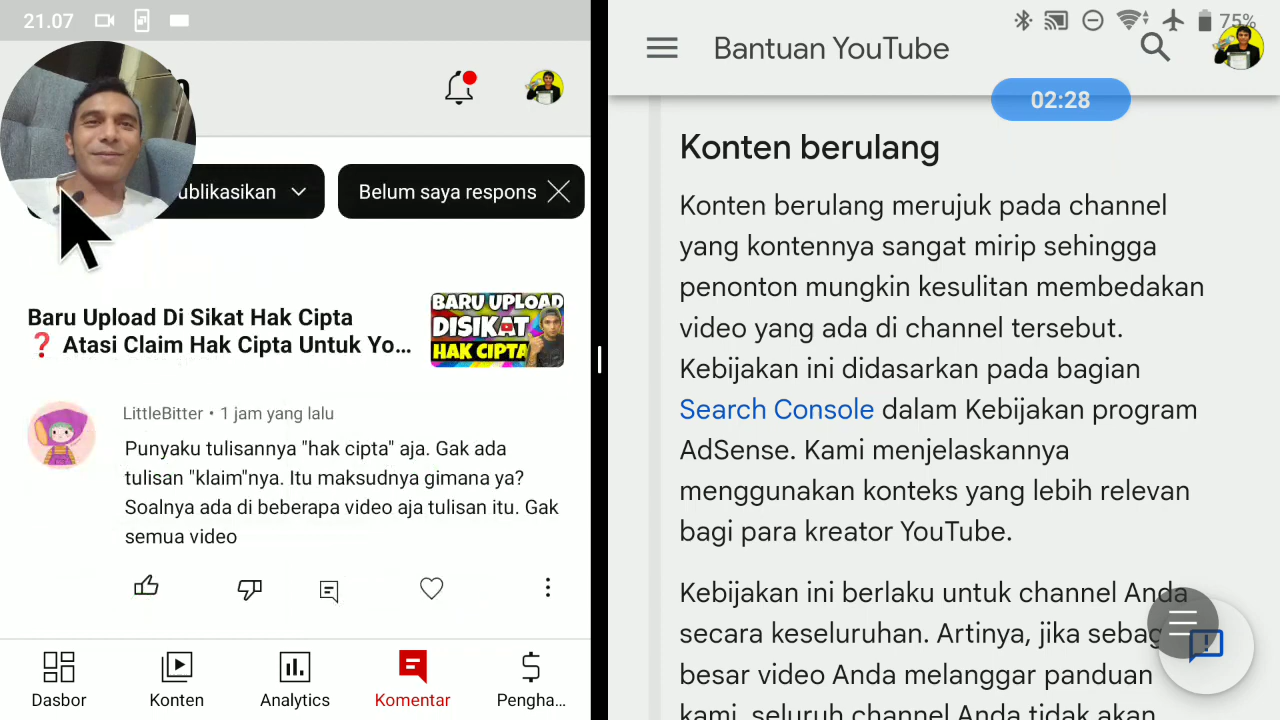 21.07
ublikasikan
Belum saya respons
Baru Upload Di Sikat Hak Cipta
❓ Atasi Claim Hak Cipta Untuk Yo...
BARU UPLOAD
DISIKAT
HAK CIPTA
LittleBitter • 1 jam yang lalu
Punyaku tulisannya "hak cipta" aja. Gak ada
tulisan "klaim"nya. Itu maksudnya gimana ya?
Soalnya ada di beberapa video aja tulisan itu. Gak
semua video
Dasbor
Konten
Analytics
Komentar
Pengha...
75%
Bantuan YouTube
02:28
Konten berulang
Konten berulang merujuk pada channel
yang kontennya sangat mirip sehingga
penonton mungkin kesulitan membedakan
video yang ada di channel tersebut.
Kebijakan ini didasarkan pada bagian
Search Console dalam Kebijakan program
AdSense. Kami menjelaskannya
menggunakan konteks yang lebih relevan
bagi para kreator YouTube.
Kebijakan ini berlaku untuk channel Anda
secara keseluruhan. Artinya, jika sebag
besar video Anda melanggar panduan
kami, seluruh channel Anda tidak akan